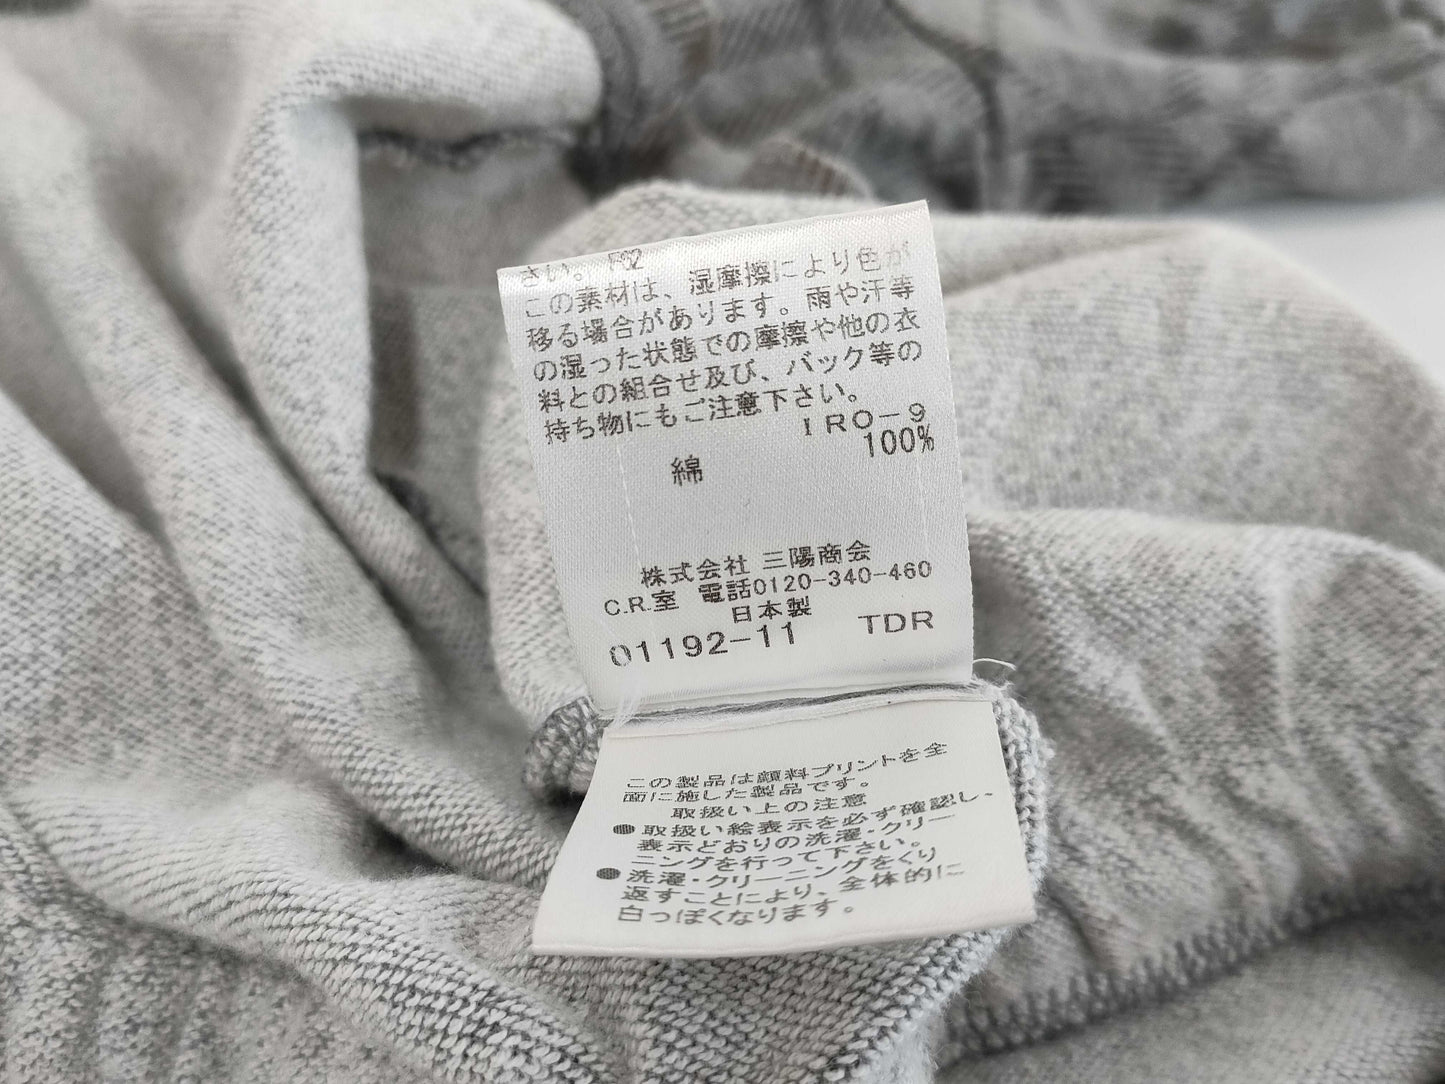 さい。 F02
この素材は、湿摩擦により色が
移る場合があります。雨や汗等
の湿った状態での摩擦や他の衣
料との組合せ及び、バック等の
持ち物にもご注意下さい。
IRO-9
綿 100%
株式会社 三陽商会
C.R.室 電話0120-340-460
日本製
01192-11 TDR
この製品は顔料プリントを全
面に施した製品です。
取扱い上の注意
●取扱い絵表示を必ず確認し、
表示どおりの洗濯・クリー
ニングを行って下さい。
●洗濯・クリーニングをくり
返すことにより、全体的に
白っぽくなります。